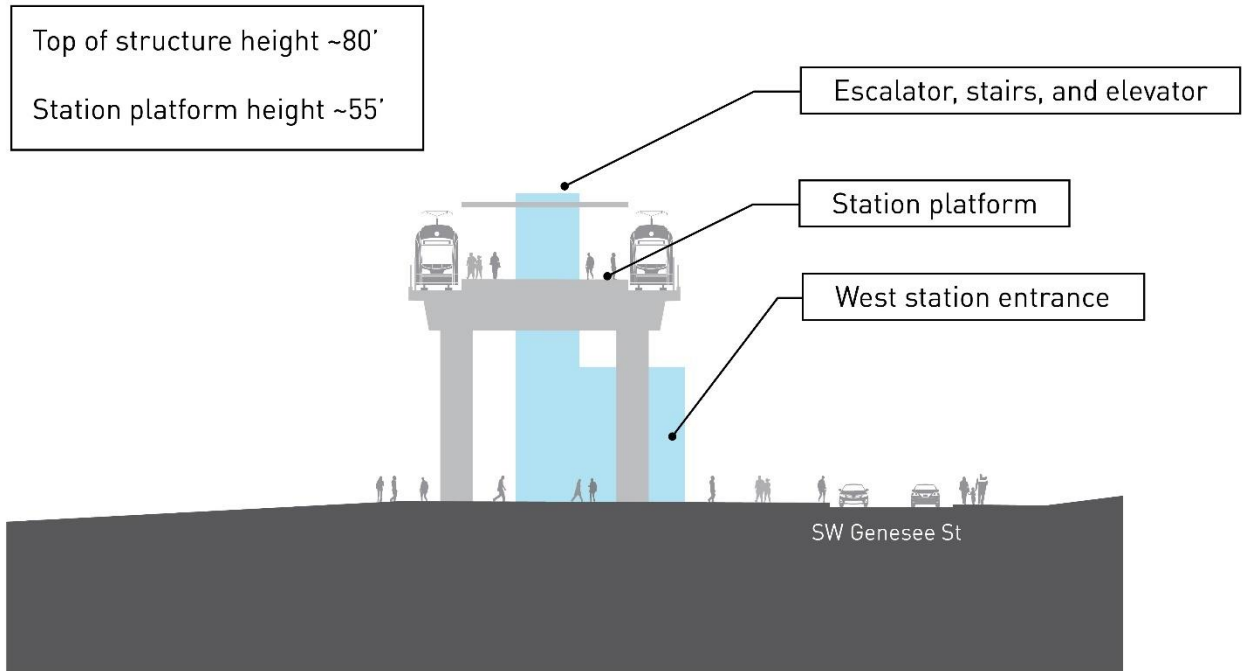 Top of structure height ~80’
Station platform height ~55’
Escalator, stairs, and elevator
Station platform
West station entrance
SW Genesee St